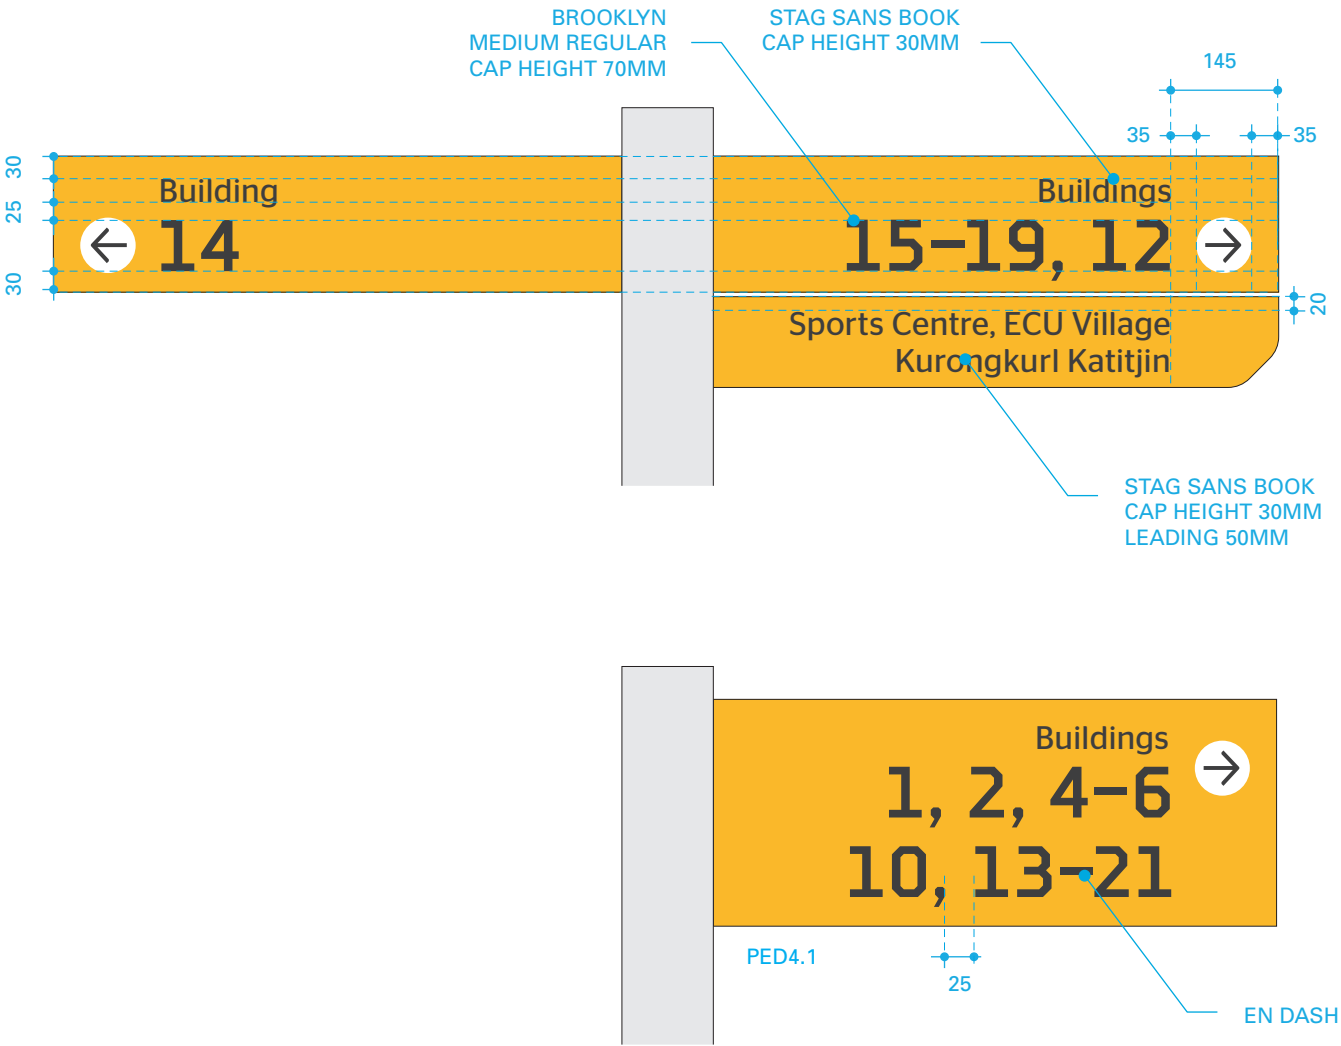 BROOKLYN
MEDIUM REGULAR
CAP HEIGHT 70MM
STAG SANS BOOK
CAP HEIGHT 30MM
145
35
35
30
25
30
Building
14
Buildings
15–19, 12
20
Sports Centre, ECU Village
Kurongkurl Katitjin
STAG SANS BOOK
CAP HEIGHT 30MM
LEADING 50MM
Buildings
1, 2, 4–6
10, 13–21
PED4.1
25
EN DASH